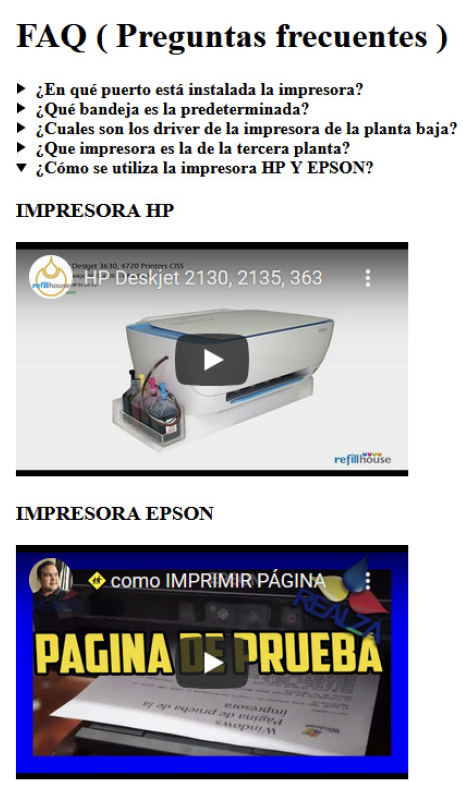 FAQ ( Preguntas frecuentes )
¿En qué puerto está instalada la impresora?
¿Qué bandeja es la predeterminada?
¿Cuales son los driver de la impresora de la planta baja?
¿Que impresora es la de la tercera planta?
¿Cómo se utiliza la impresora HP Y EPSON?
IMPRESORA HP
Deskjet 3630, 4720 Printers CISS
HP Deskjet 2130, 2135, 363
refillhouse
refillhouse
IMPRESORA EPSON
como IMPRIMIR PÁGINA
REALZA
PAGINA DE PRUEBA
Windows
Página de prueba de la
impresora